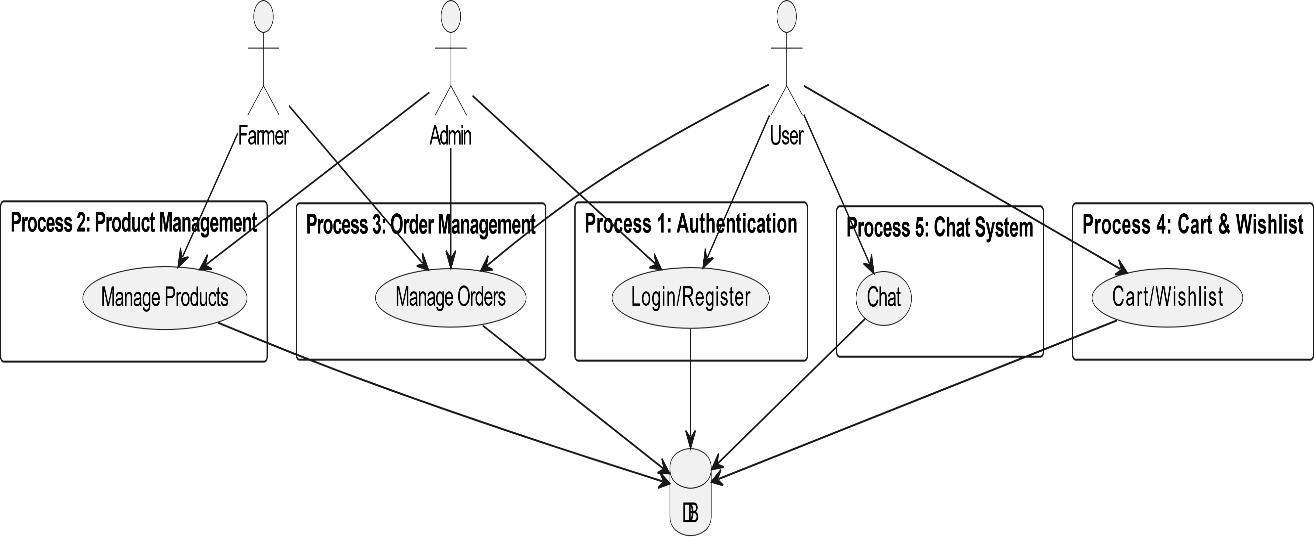 Farmer
Admin
User
Process 2: Product Management
Process 3: Order Management
Process 1: Authentication
Process 5: Chat System
Process 4: Cart & Wishlist
Manage Products
Manage Orders
Login/Register
Chat
Cart/Wishlist
DB